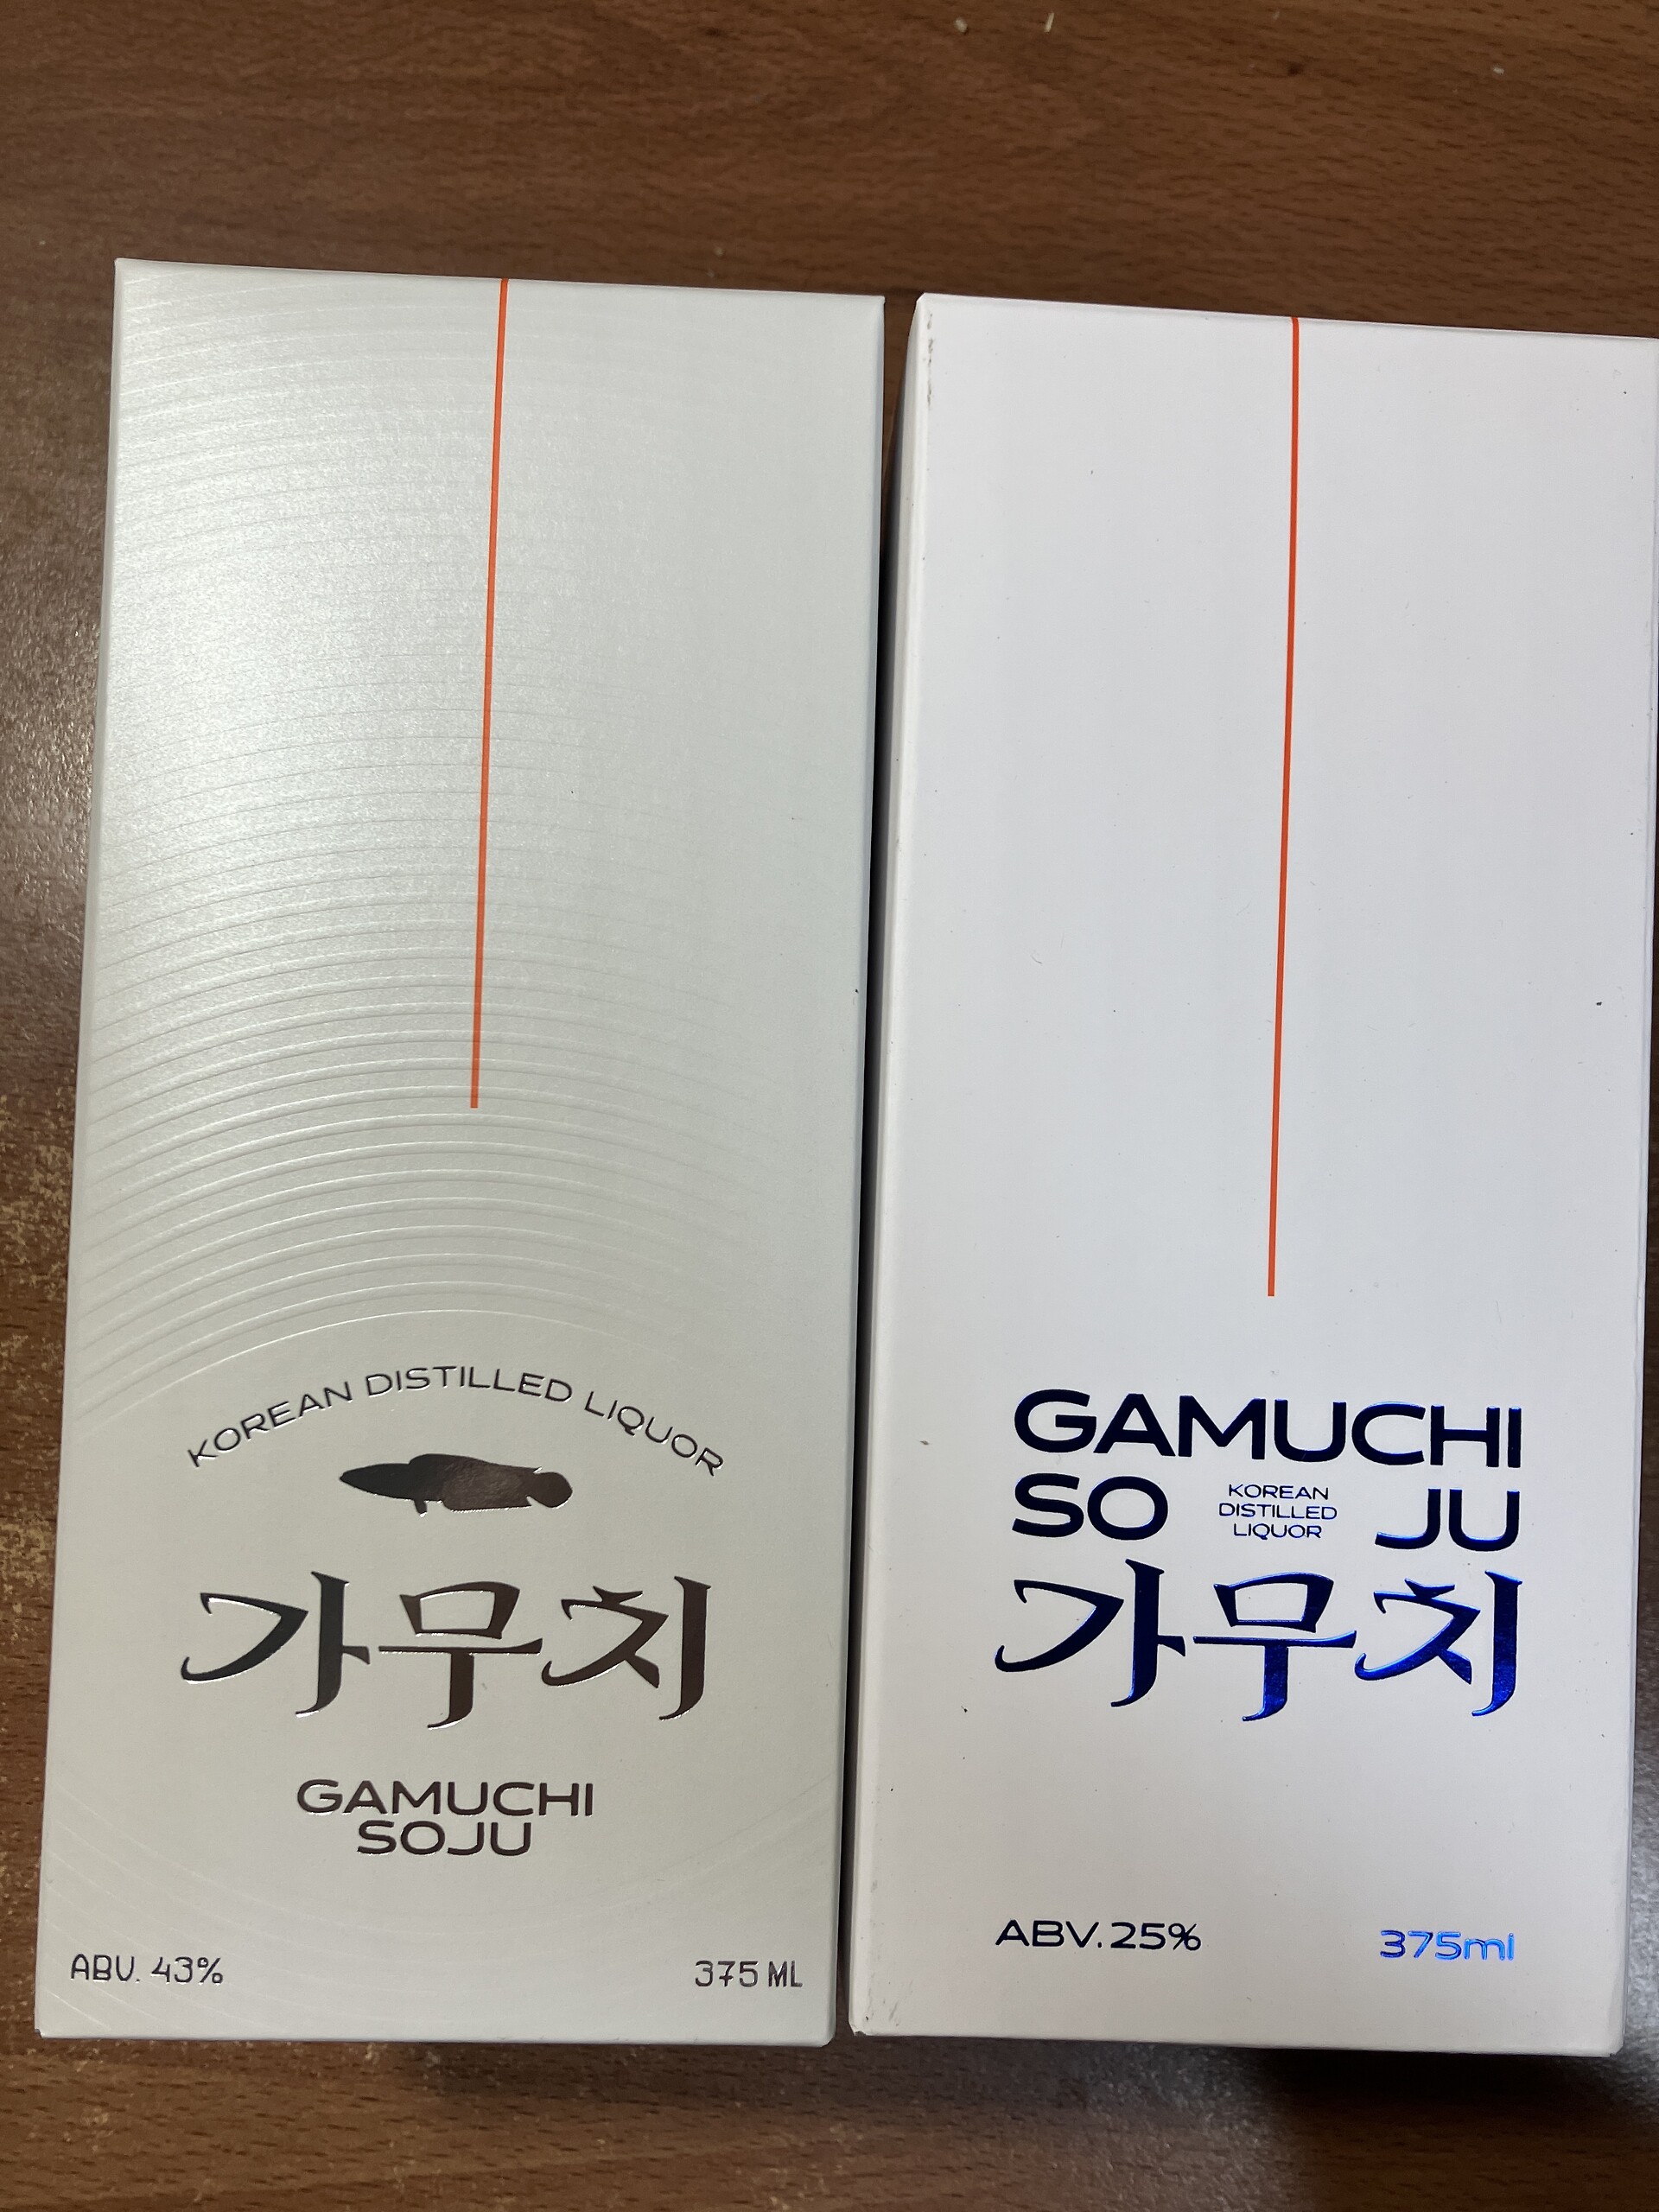 KOREAN DISTILLED LIQUOR
가무치
GAMUCHI
SOJU
ABV. 43%
375 ML
GAMUCHI
SO JU
KOREAN
DISTILLED
LIQUOR
가무치
ABV. 25%
375ml